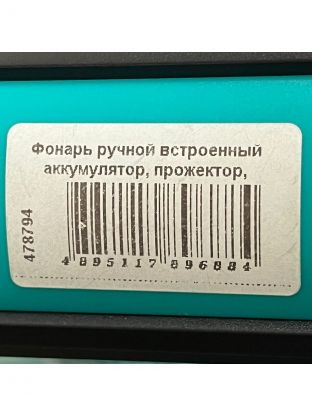 Фонарь ручной встроенный
аккумулятор, прожектор,
478794
4 895117 896884